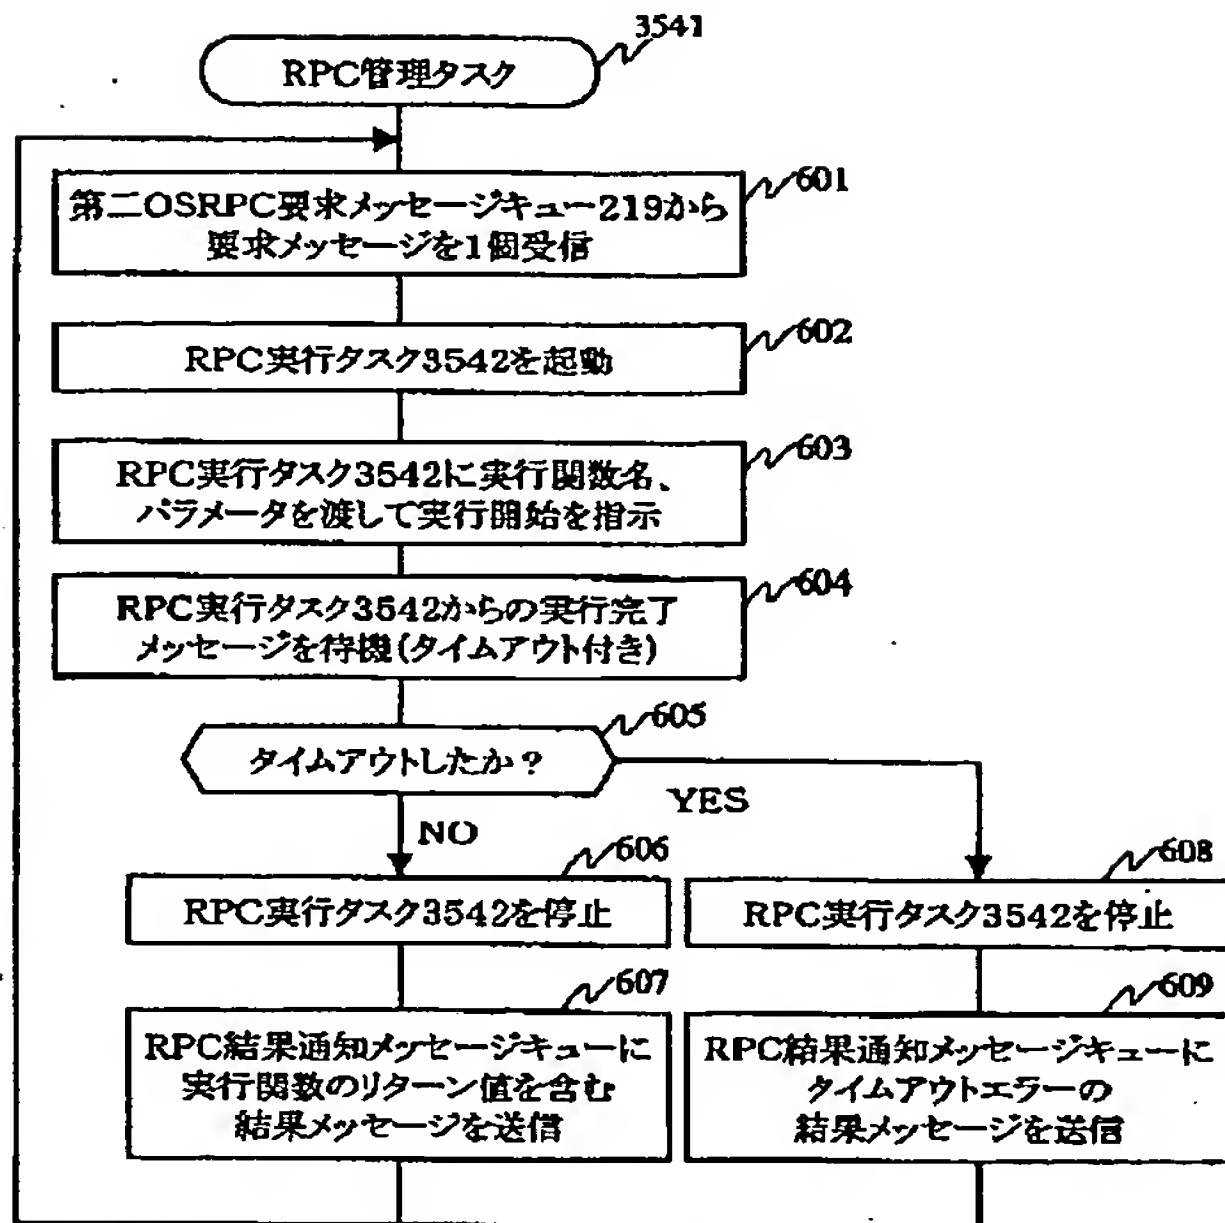 3541
RPC管理タスク
601
第二OSRPC要求メッセージキュー219から
要求メッセージを1個受信
602
RPC実行タスク3542を起動
603
RPC実行タスク3542に実行関数名、
パラメータを渡して実行開始を指示
604
RPC実行タスク3542からの実行完了
メッセージを待機(タイムアウト付き)
605
タイムアウトしたか?
YES
NO
606
RPC実行タスク3542を停止
608
RPC実行タスク3542を停止
607
RPC結果通知メッセージキューに
実行関数のリターン値を含む
結果メッセージを送信
609
RPC結果通知メッセージキューに
タイムアウトエラーの
結果メッセージを送信